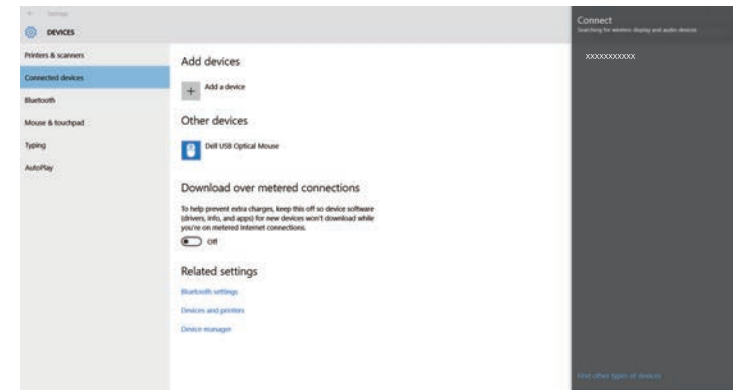 Settings
DEVICES
Printers & scanners
Connected devices
Bluetooth
Mouse & touchpad
Typing
AutoPlay
Add devices
Add a device
Other devices
Dell USB Optical Mouse
Download over metered connections
To help prevent extra charges, keep this off so device software
(drivers, info, and apps) for new devices won't download while
you're on metered Internet connections.
Off
Related settings
Bluetooth settings
Devices and printers
Device manager
Connect
Searching for wireless display and audio devices
xxxxxxxxxxx
Find other types of devices